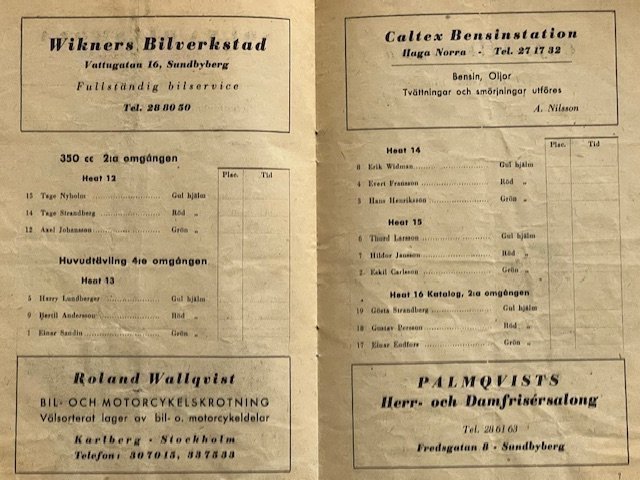 Wikners Bilverkstad
Vattugatan 16, Sundbyberg
Fullständig bilservice
Tel. 28 80 50
350 cc 2:a omgången
Heat 12
Plac. Tid
15 Tage Nyholm Gul hjälm
14 Tage Strandberg Röd „
12 Axel Johansson Grön „
Huvudtävling 4:e omgången
Heat 13
5 Harry Lundberger Gul hjälm
9 Bertil Andersson Röd „
1 Einar Sandin Grön „
Roland Wallqvist
BIL- OCH MOTORCYKELSKROTNING
Välsorterat lager av bil- o. motorcykeldelar
Karlberg - Stockholm
Telefon: 307015, 337533
Caltex Bensinstation
Haga Norra - Tel. 27 17 32
Bensin, Oljor
Tvättningar och smörjningar utföres
A. Nilsson
Plac. Tid
Heat 14
8 Erik Widman Gul hjälm
4 Evert Fransson Röd „
3 Hans Henriksson Grön „
Heat 15
6 Thord Larsson Gul hjälm
7 Hildor Jansson Röd „
2 Eskil Carlsson Grön „
Heat 16 Katalog, 2:a omgången
19 Gösta Strandberg Gul hjälm
18 Gustav Persson Röd „
17 Einar Endfors Grön „
PALMQVISTS
Herr- och Damfrisérsalong
Tel. 28 61 63
Fredsgatan 8 - Sundbyberg
7